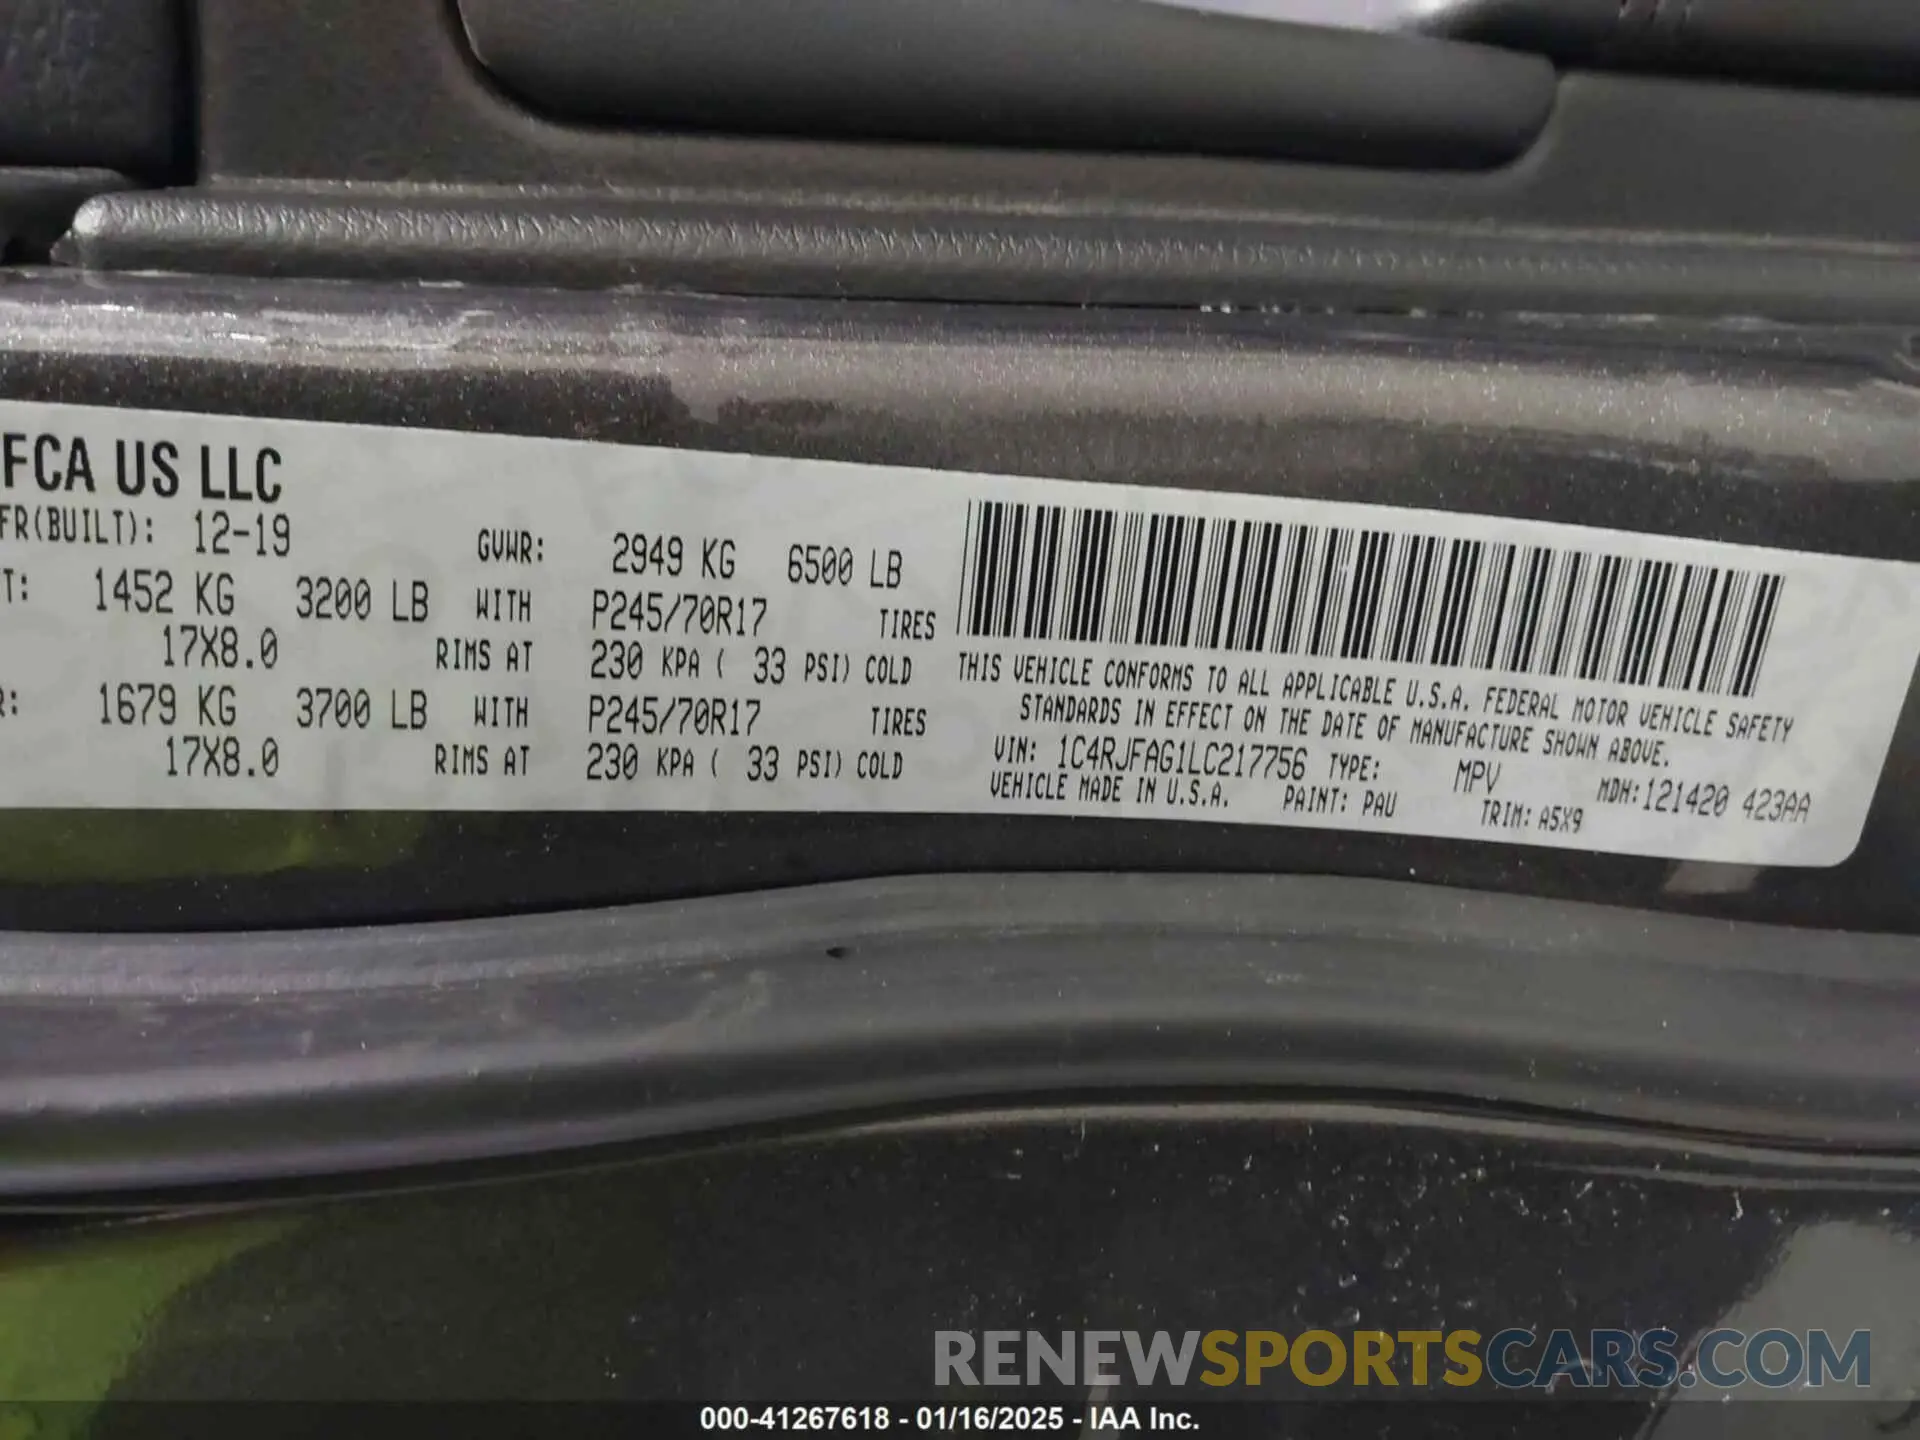 FCA US LLC
FR(BUILT): 12-19 GVWR: 2949 KG 6500 LB
T: 1452 KG 3200 LB WITH P245/70R17 TIRES
17X8.0 RIMS AT 230 KPA ( 33 PSI) COLD
R: 1679 KG 3700 LB WITH P245/70R17 TIRES
17X8.0 RIMS AT 230 KPA ( 33 PSI) COLD
THIS VEHICLE CONFORMS TO ALL APPLICABLE U.S.A. FEDERAL MOTOR VEHICLE SAFETY
STANDARDS IN EFFECT ON THE DATE OF MANUFACTURE SHOWN ABOVE.
VIN: 1C4RJFAG1LC217756 TYPE: MPV MDH:121420 423AA
VEHICLE MADE IN U.S.A. PAINT: PAU TRIM: A5X9
RENEWSPORTSCARS.COM
000-41267618 - 01/16/2025 - IAA Inc.